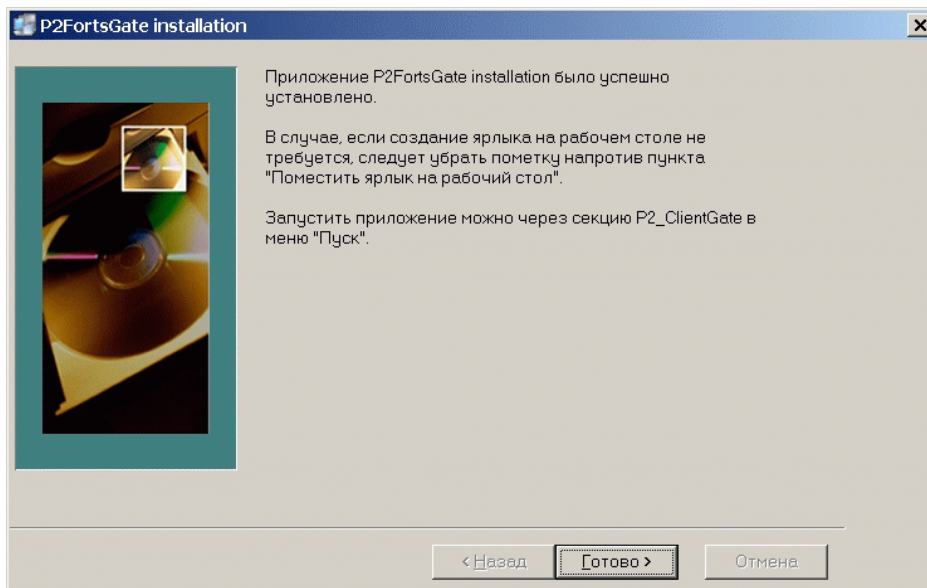 P2FortsGate installation
Приложение P2FortsGate installation было успешно
установлено.
В случае, если создание ярлыка на рабочем столе не
требуется, следует убрать пометку напротив пункта
"Поместить ярлык на рабочий стол".
Запустить приложение можно через секцию P2_ClientGate в
меню "Пуск".
< Назад
Готово >
Отмена